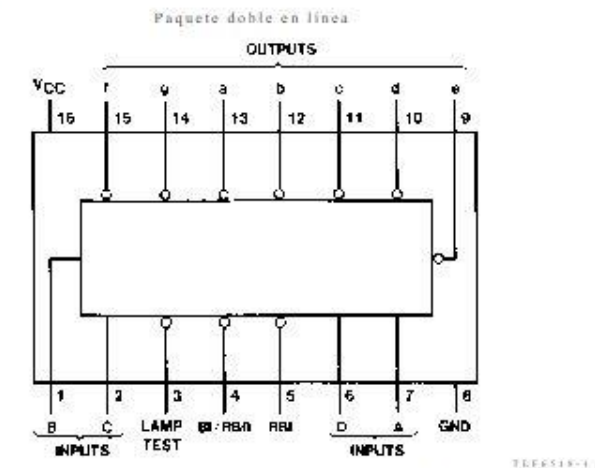 Paquete doble en línea
OUTPUTS
VCC f g a b c d e
16 15 14 13 12 11 10 9
1 2 3 4 5 6 7 8
B C LAMP TEST BI/RBO RBI D A GND
INPUTS INPUTS